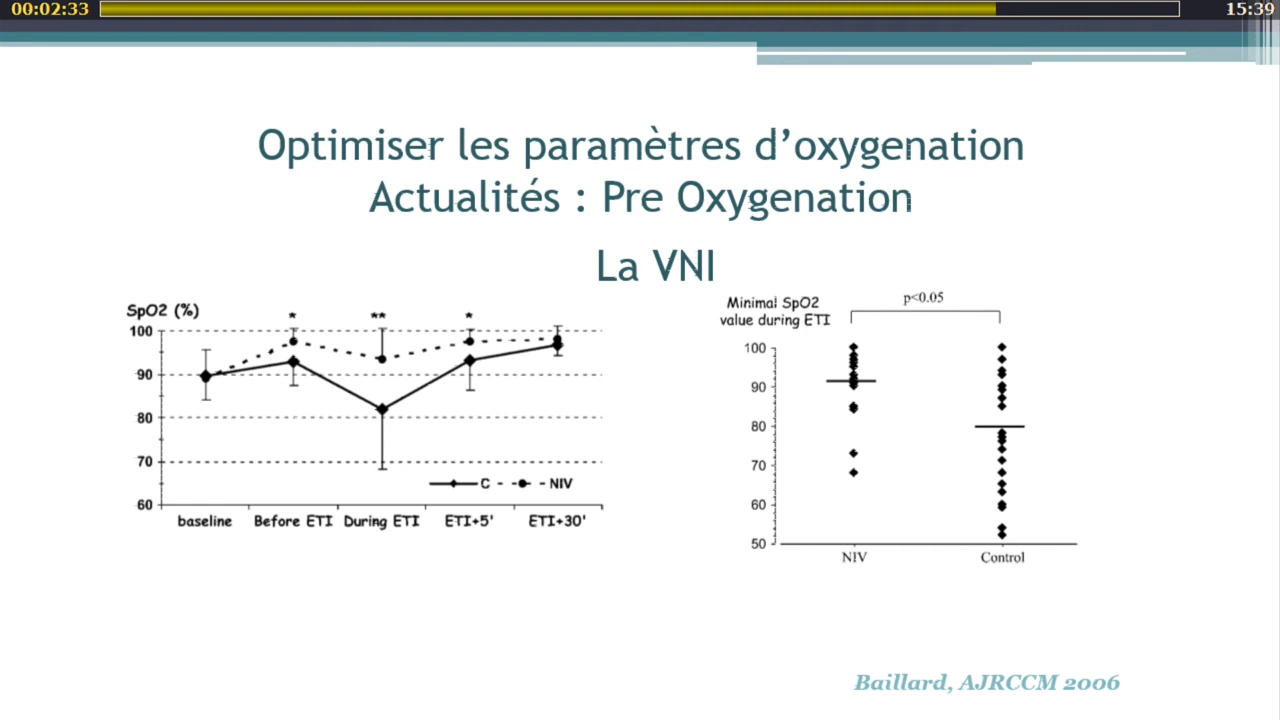 00:02:33
15:39
Optimiser les paramètres d’oxygenation
Actualités : Pre Oxygenation
La VNI
SpO2 (%)
* ** *
100
90
80
70
60
C NIV
baseline Before ETI During ETI ETI+5' ETI+30'
Minimal SpO2
value during ETI
p<0.05
100
90
80
70
60
50
NIV Control
Baillard, AJRCCM 2006